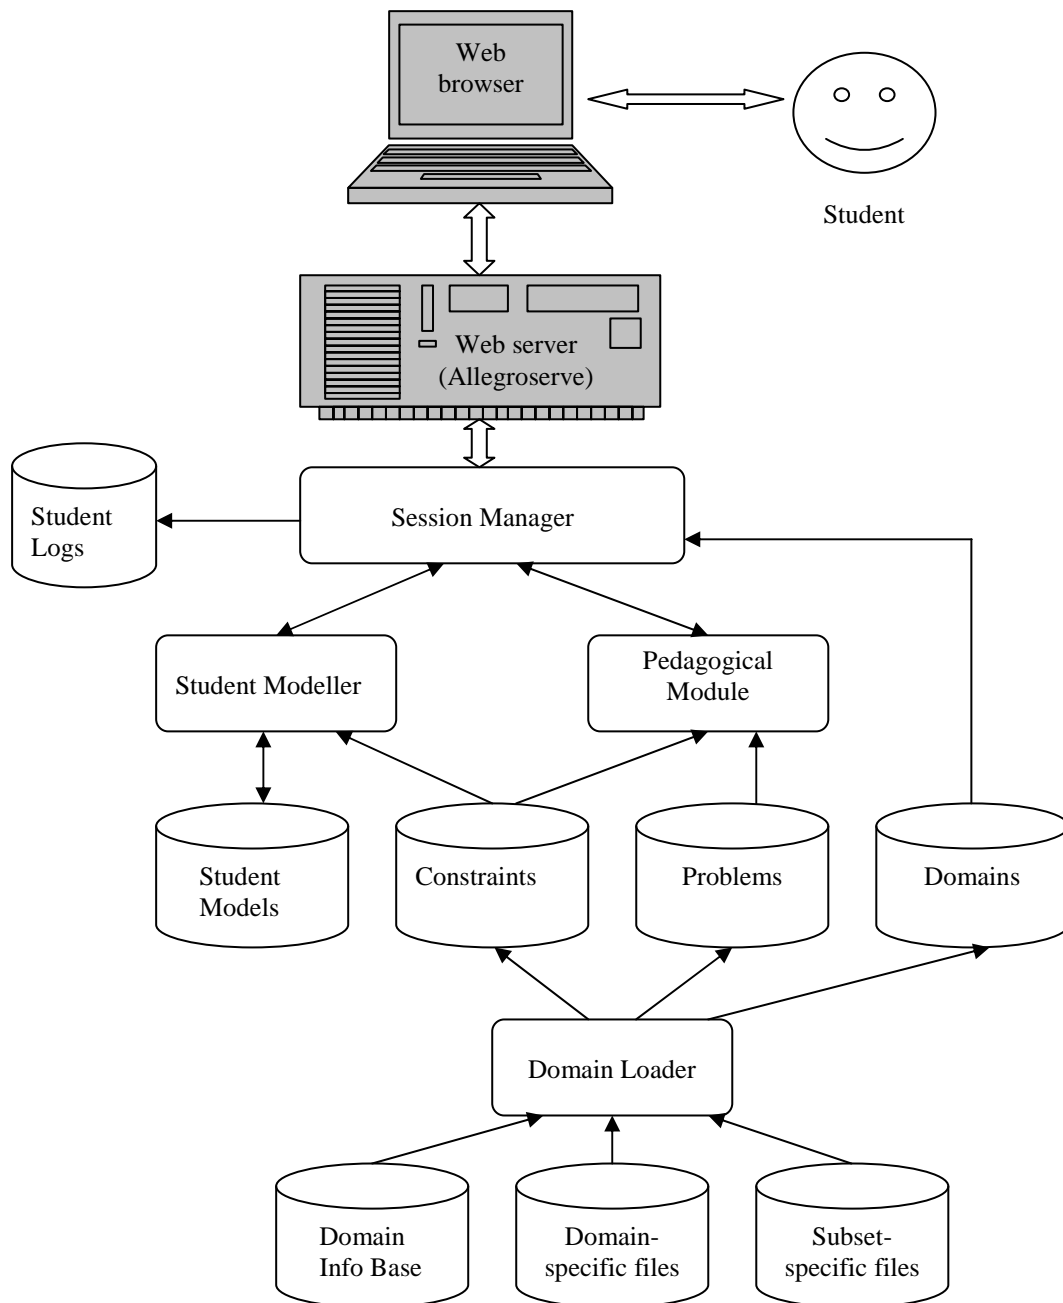 Web
browser
Student
Web server
(Allegroserve)
Student
Logs
Session Manager
Student Modeller
Pedagogical
Module
Student
Models
Constraints
Problems
Domains
Domain Loader
Domain
Info Base
Domain-
specific files
Subset-
specific files